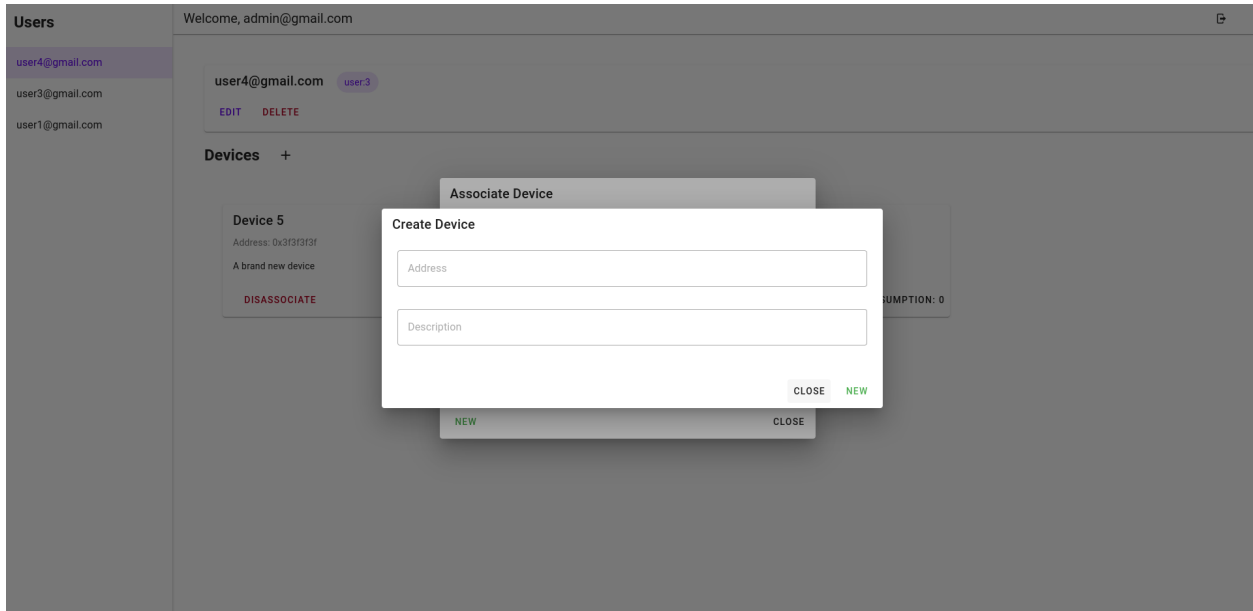 Users
user4@gmail.com
user3@gmail.com
user1@gmail.com
Welcome, admin@gmail.com
user4@gmail.com user:3
EDIT DELETE
Devices +
Device 5
Address: 0x3f3f3f3f
A brand new device
DISASSOCIATE
Associate Device
Create Device
Address
Description
CLOSE NEW
NEW CLOSE
: 0